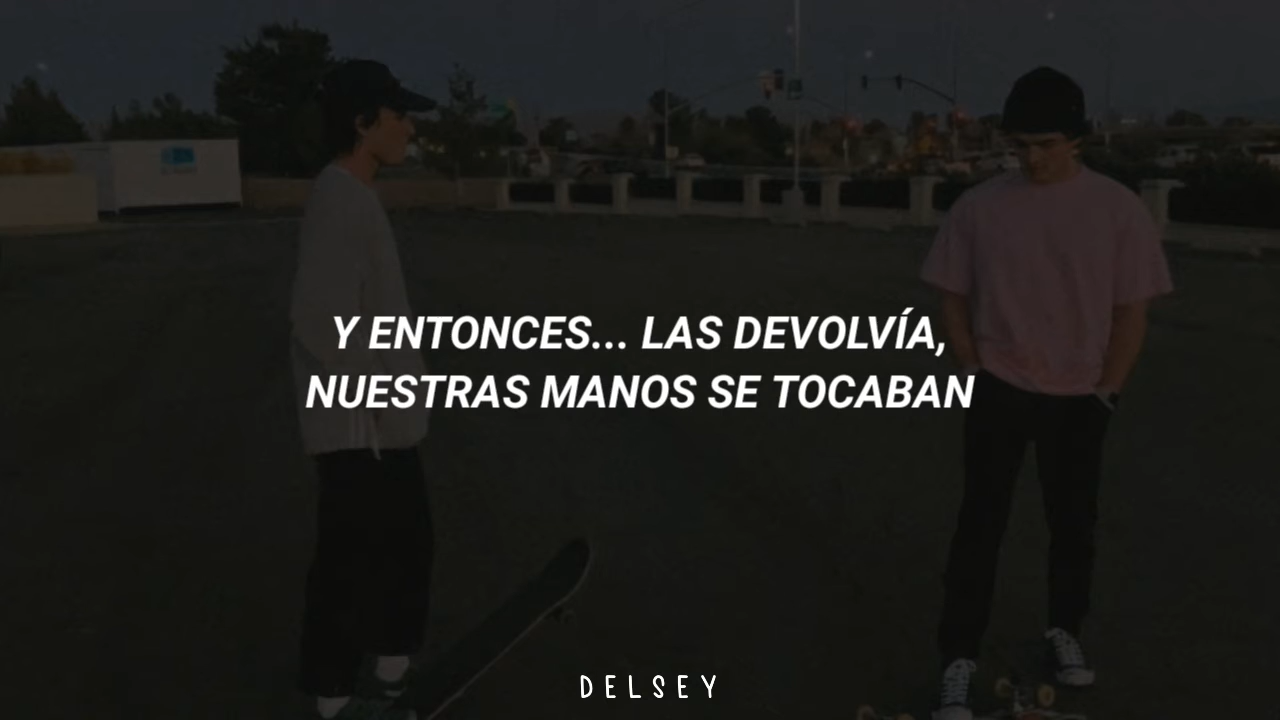 Y ENTONCES... LAS DEVOLVÍA,
NUESTRAS MANOS SE TOCABAN
DELSEY